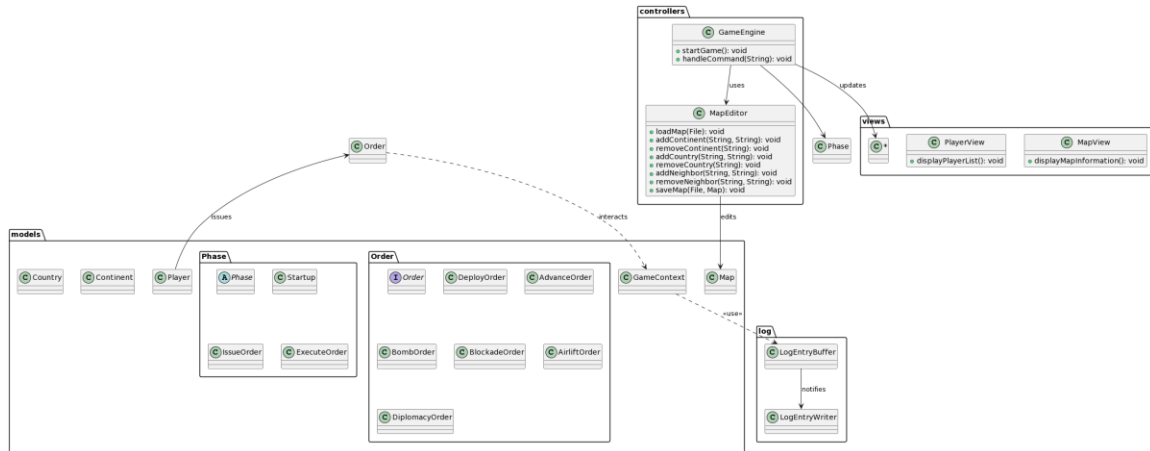 controllers
C GameEngine
startGame(): void
handleCommand(String): void
uses
updates
C MapEditor
loadMap(File): void
addContinent(String, String): void
removeContinent(String): void
addCountry(String, String): void
removeCountry(String): void
addNeighbor(String, String): void
removeNeighbor(String, String): void
saveMap(File, Map): void
C Phase
views
C *
C PlayerView
displayPlayerList(): void
C MapView
displayMapInformation(): void
C Order
issues
interacts
edits
models
C Country
C Continent
C Player
Phase
A Phase
C Startup
C IssueOrder
C ExecuteOrder
Order
I Order
C DeployOrder
C AdvanceOrder
C BombOrder
C BlockadeOrder
C AirliftOrder
C DiplomacyOrder
C GameContext
C Map
«use»
log
C LogEntryBuffer
notifies
C LogEntryWriter